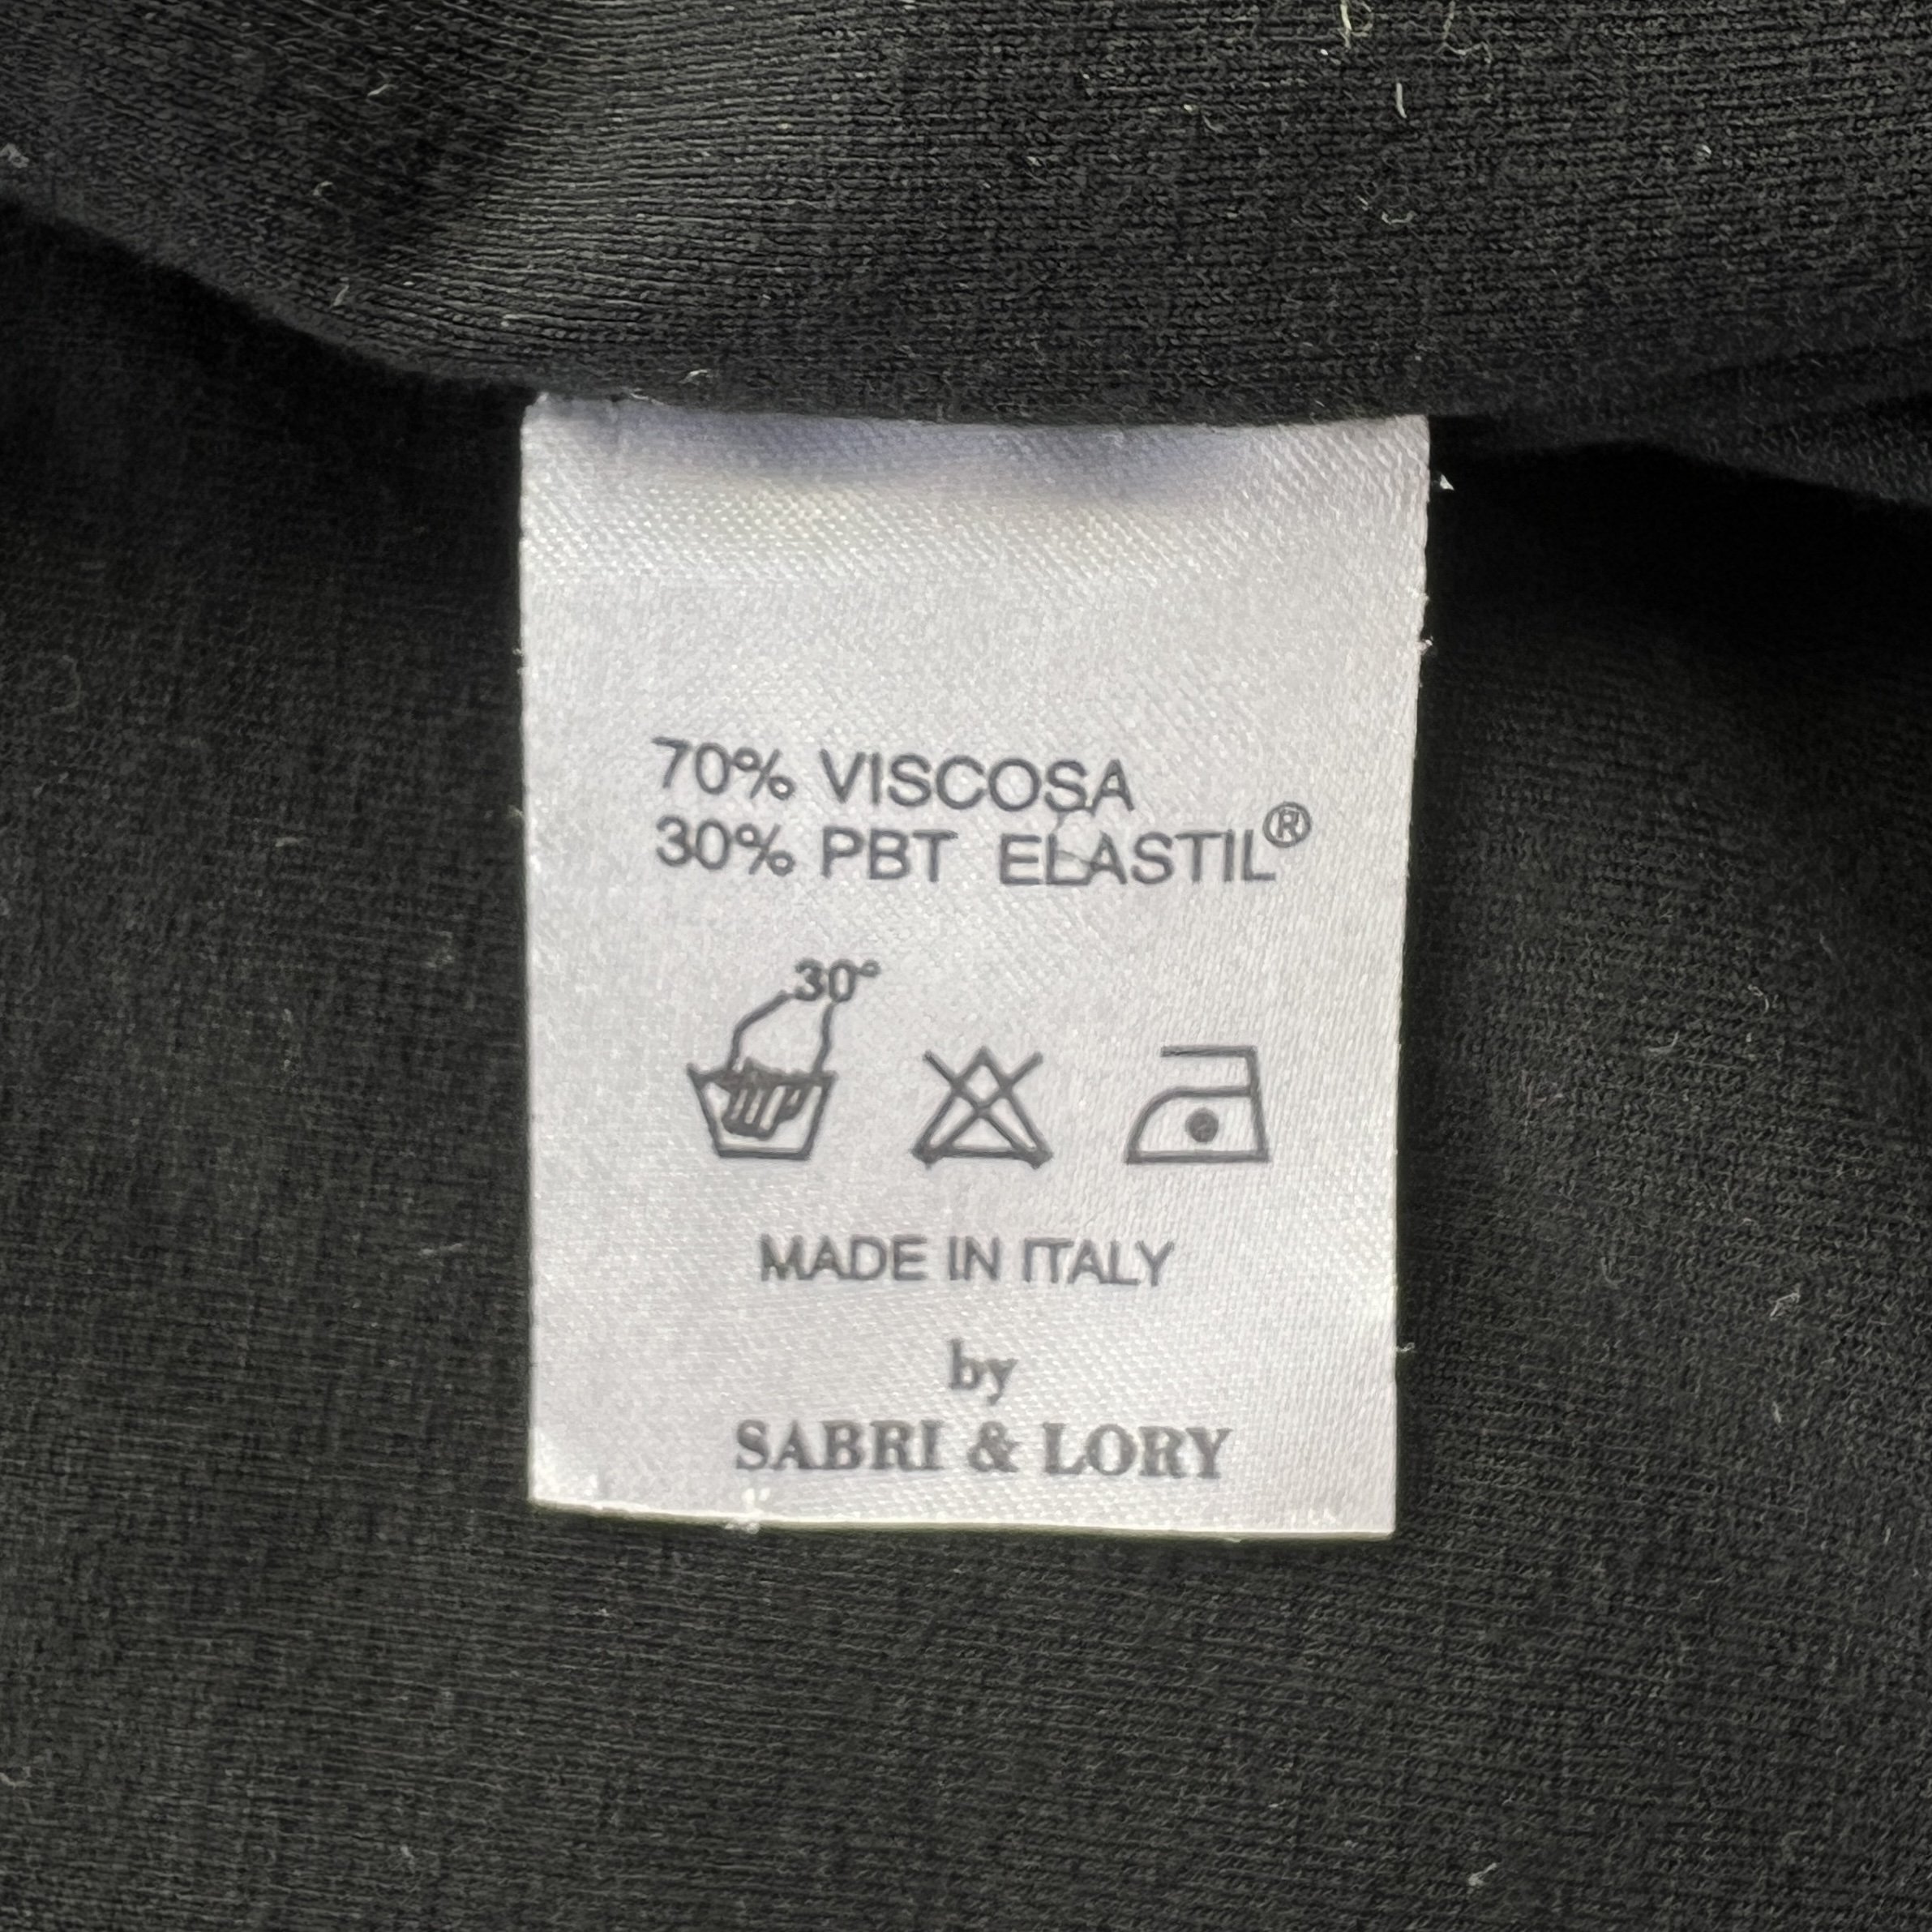 70% VISCOSA
30% PBT ELASTIL®
30°
MADE IN ITALY
by
SABRI & LORY